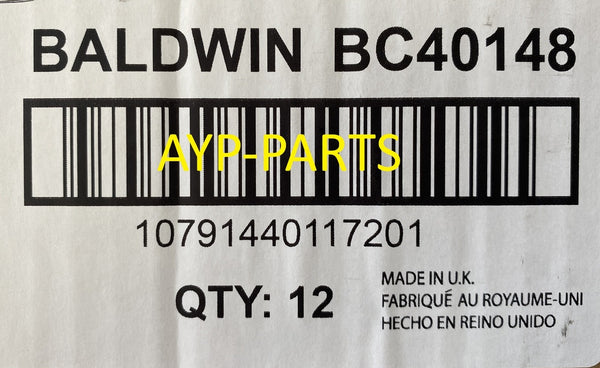 BALDWIN BC40148
AYP-PARTS
10791440117201
QTY: 12
MADE IN U.K.
FABRIQUÉ AU ROYAUME-UNI
HECHO EN REINO UNIDO